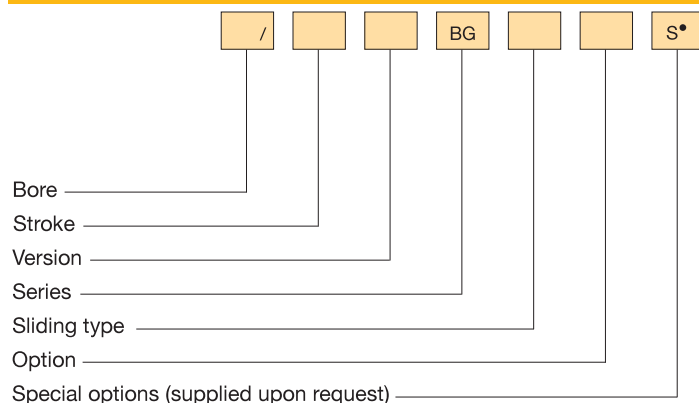 / BG S•
Bore
Stroke
Version
Series
Sliding type
Option
Special options (supplied upon request)